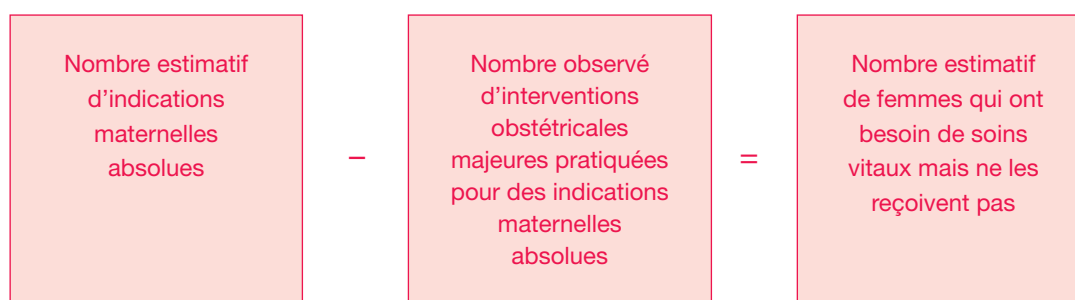 Nombre estimatif
d’indications
maternelles
absolues
–
Nombre observé
d’interventions
obstétricales
majeures pratiquées
pour des indications
maternelles
absolues
=
Nombre estimatif
de femmes qui ont
besoin de soins
vitaux mais ne les
reçoivent pas